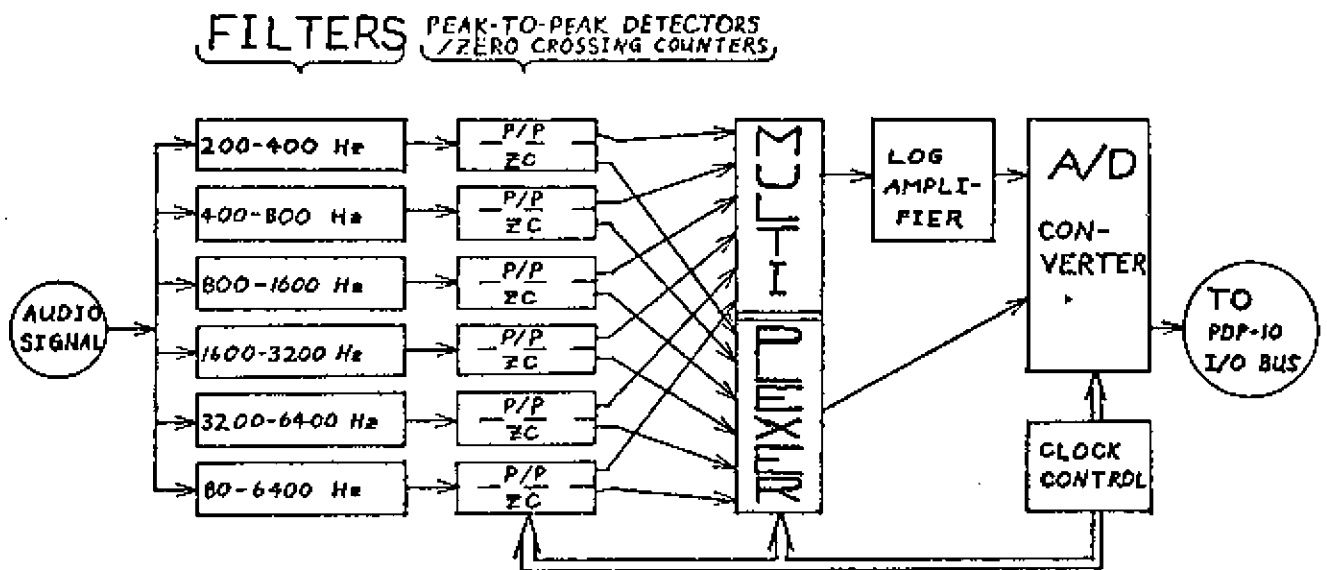 FILTERS
PEAK-TO-PEAK DETECTORS
/ZERO CROSSING COUNTERS
200-400 Hz
P/P
ZC
400-800 Hz
P/P
ZC
800-1600 Hz
P/P
ZC
1600-3200 Hz
P/P
ZC
3200-6400 Hz
P/P
ZC
80-6400 Hz
P/P
ZC
AUDIO
SIGNAL
MULTI
PLEXER
LOG
AMPLI-
FIER
A/D
CON-
VERTER
TO
PDP-10
I/O BUS
CLOCK
CONTROL